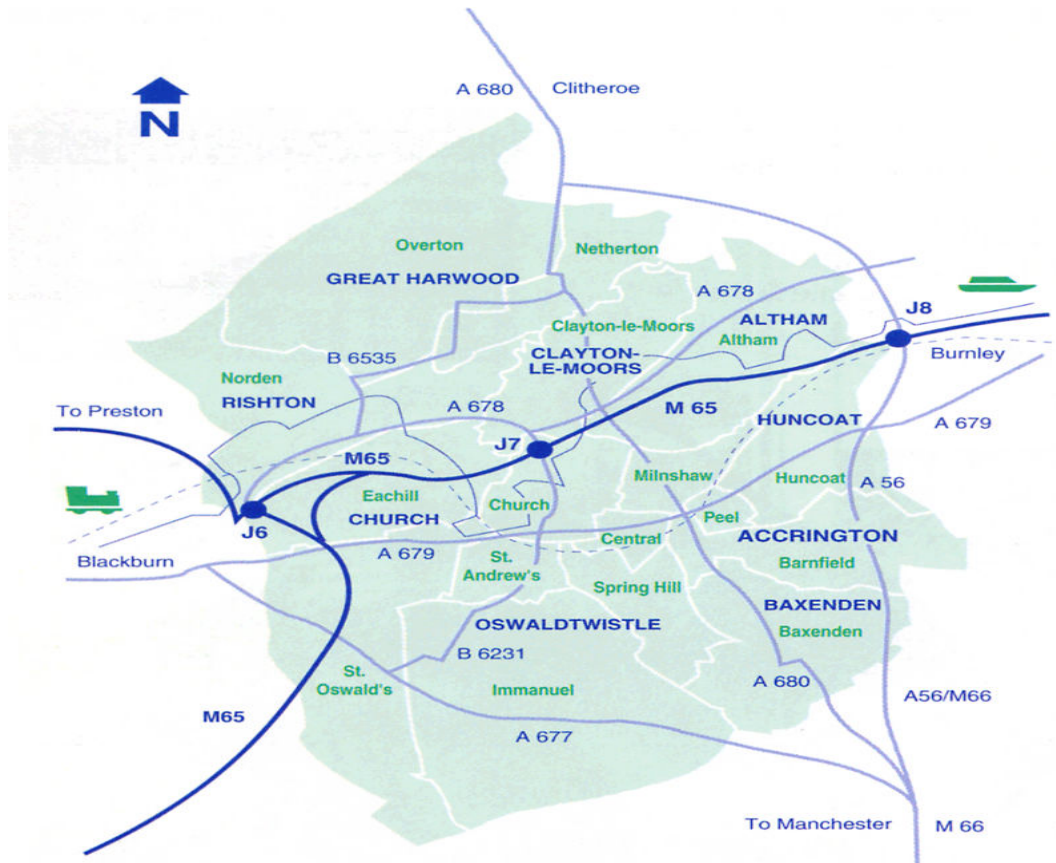 A 680
Clitheroe
N
Overton
Netherton
GREAT HARWOOD
A 678
J8
ALTHAM
Clayton-le-Moors
Altham
CLAYTON-
LE-MOORS
Burnley
B 6535
Norden
RISHTON
To Preston
A 678
M 65
HUNCOAT
A 679
J7
M65
Milnshaw
Huncoat
A 56
Eachill
Church
CHURCH
Peel
J6
Central
ACCRINGTON
Blackburn
A 679
St.
Andrew's
Barnfield
Spring Hill
BAXENDEN
OSWALDTWISTLE
Baxenden
B 6231
St.
Oswald's
Immanuel
A 680
A56/M66
M65
A 677
To Manchester
M 66